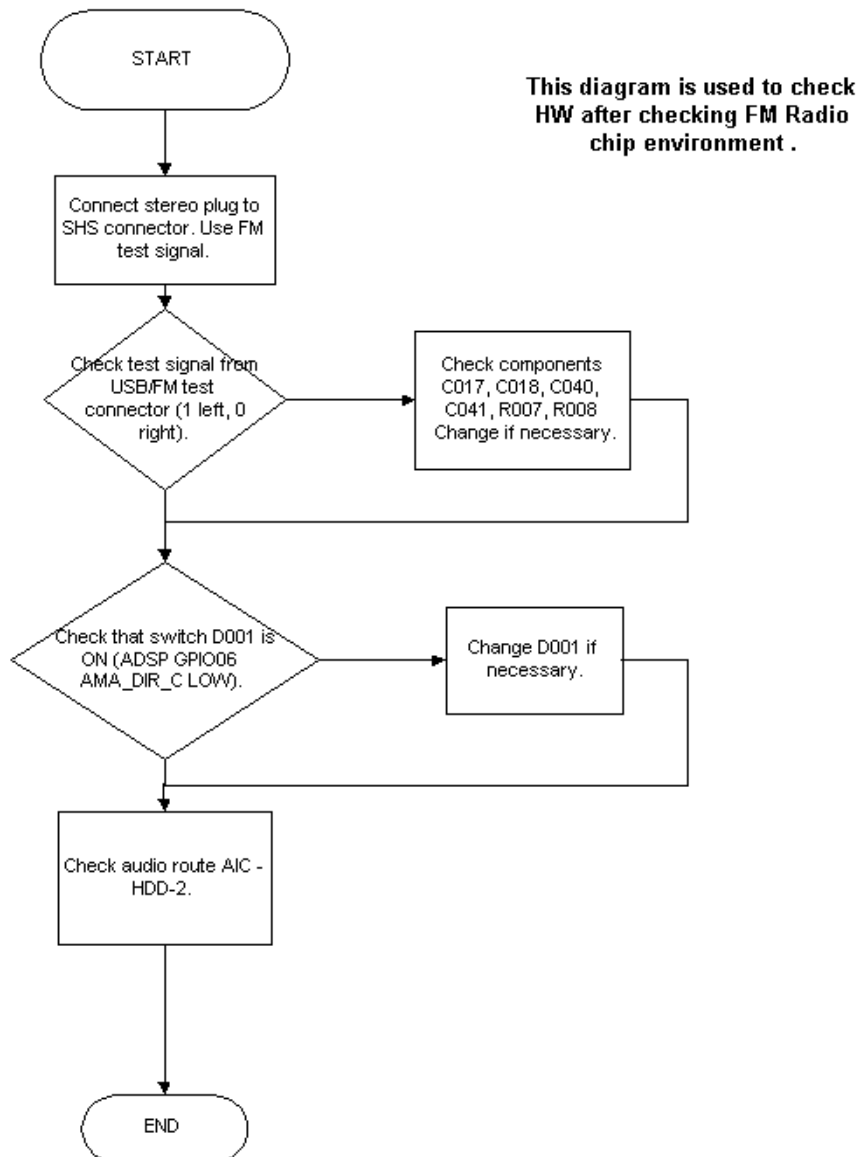 START
This diagram is used to check
HW after checking FM Radio
chip environment .
Connect stereo plug to
SHS connector. Use FM
test signal.
Check test signal from
USB/FM test
connector (1 left, 0
right).
Check components
C017, C018, C040,
C041, R007, R008
Change if necessary.
Check that switch D001 is
ON (ADSP GPIO06
AMA_DIR_C LOW).
Change D001 if
necessary.
Check audio route AIC -
HDD-2.
END